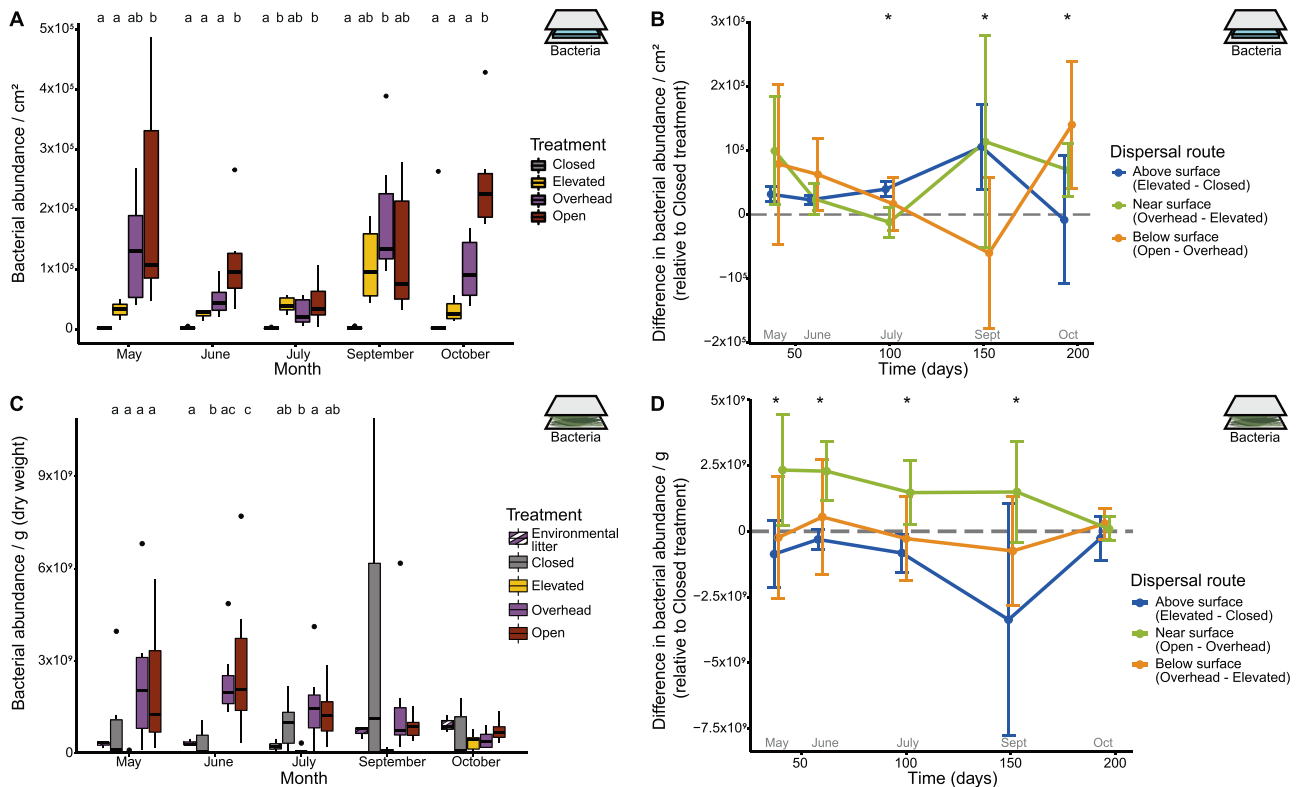 A
a a ab b
a a ab b
a b ab b
a ab b ab
a a a b
Bacteria
Bacterial abundance / cm²
5x10⁵
4x10⁵
3x10⁵
2x10⁵
1x10⁵
0
May
June
July
September
October
Month
Treatment
Closed
Elevated
Overhead
Open
B
* * *
Bacteria
Difference in bacterial abundance / cm²
(relative to Closed treatment)
3x10⁵
2x10⁵
10⁵
0
−10⁵
−2x10⁵
May
June
July
Sept
Oct
50
100
150
200
Time (days)
Dispersal route
Above surface
(Elevated - Closed)
Near surface
(Overhead - Elevated)
Below surface
(Open - Overhead)
C
a a a a
a b ac c
ab b a ab
Bacteria
Bacterial abundance / g (dry weight)
9x10⁹
6x10⁹
3x10⁹
0
May
June
July
September
October
Month
Treatment
Environmental
litter
Closed
Elevated
Overhead
Open
D
* * * *
Bacteria
Difference in bacterial abundance / g
(relative to Closed treatment)
5x10⁹
2.5x10⁹
0
−2.5x10⁹
−5x10⁹
−7.5x10⁹
May
June
July
Sept
Oct
50
100
150
200
Time (days)
Dispersal route
Above surface
(Elevated - Closed)
Near surface
(Open - Overhead)
Below surface
(Overhead - Elevated)